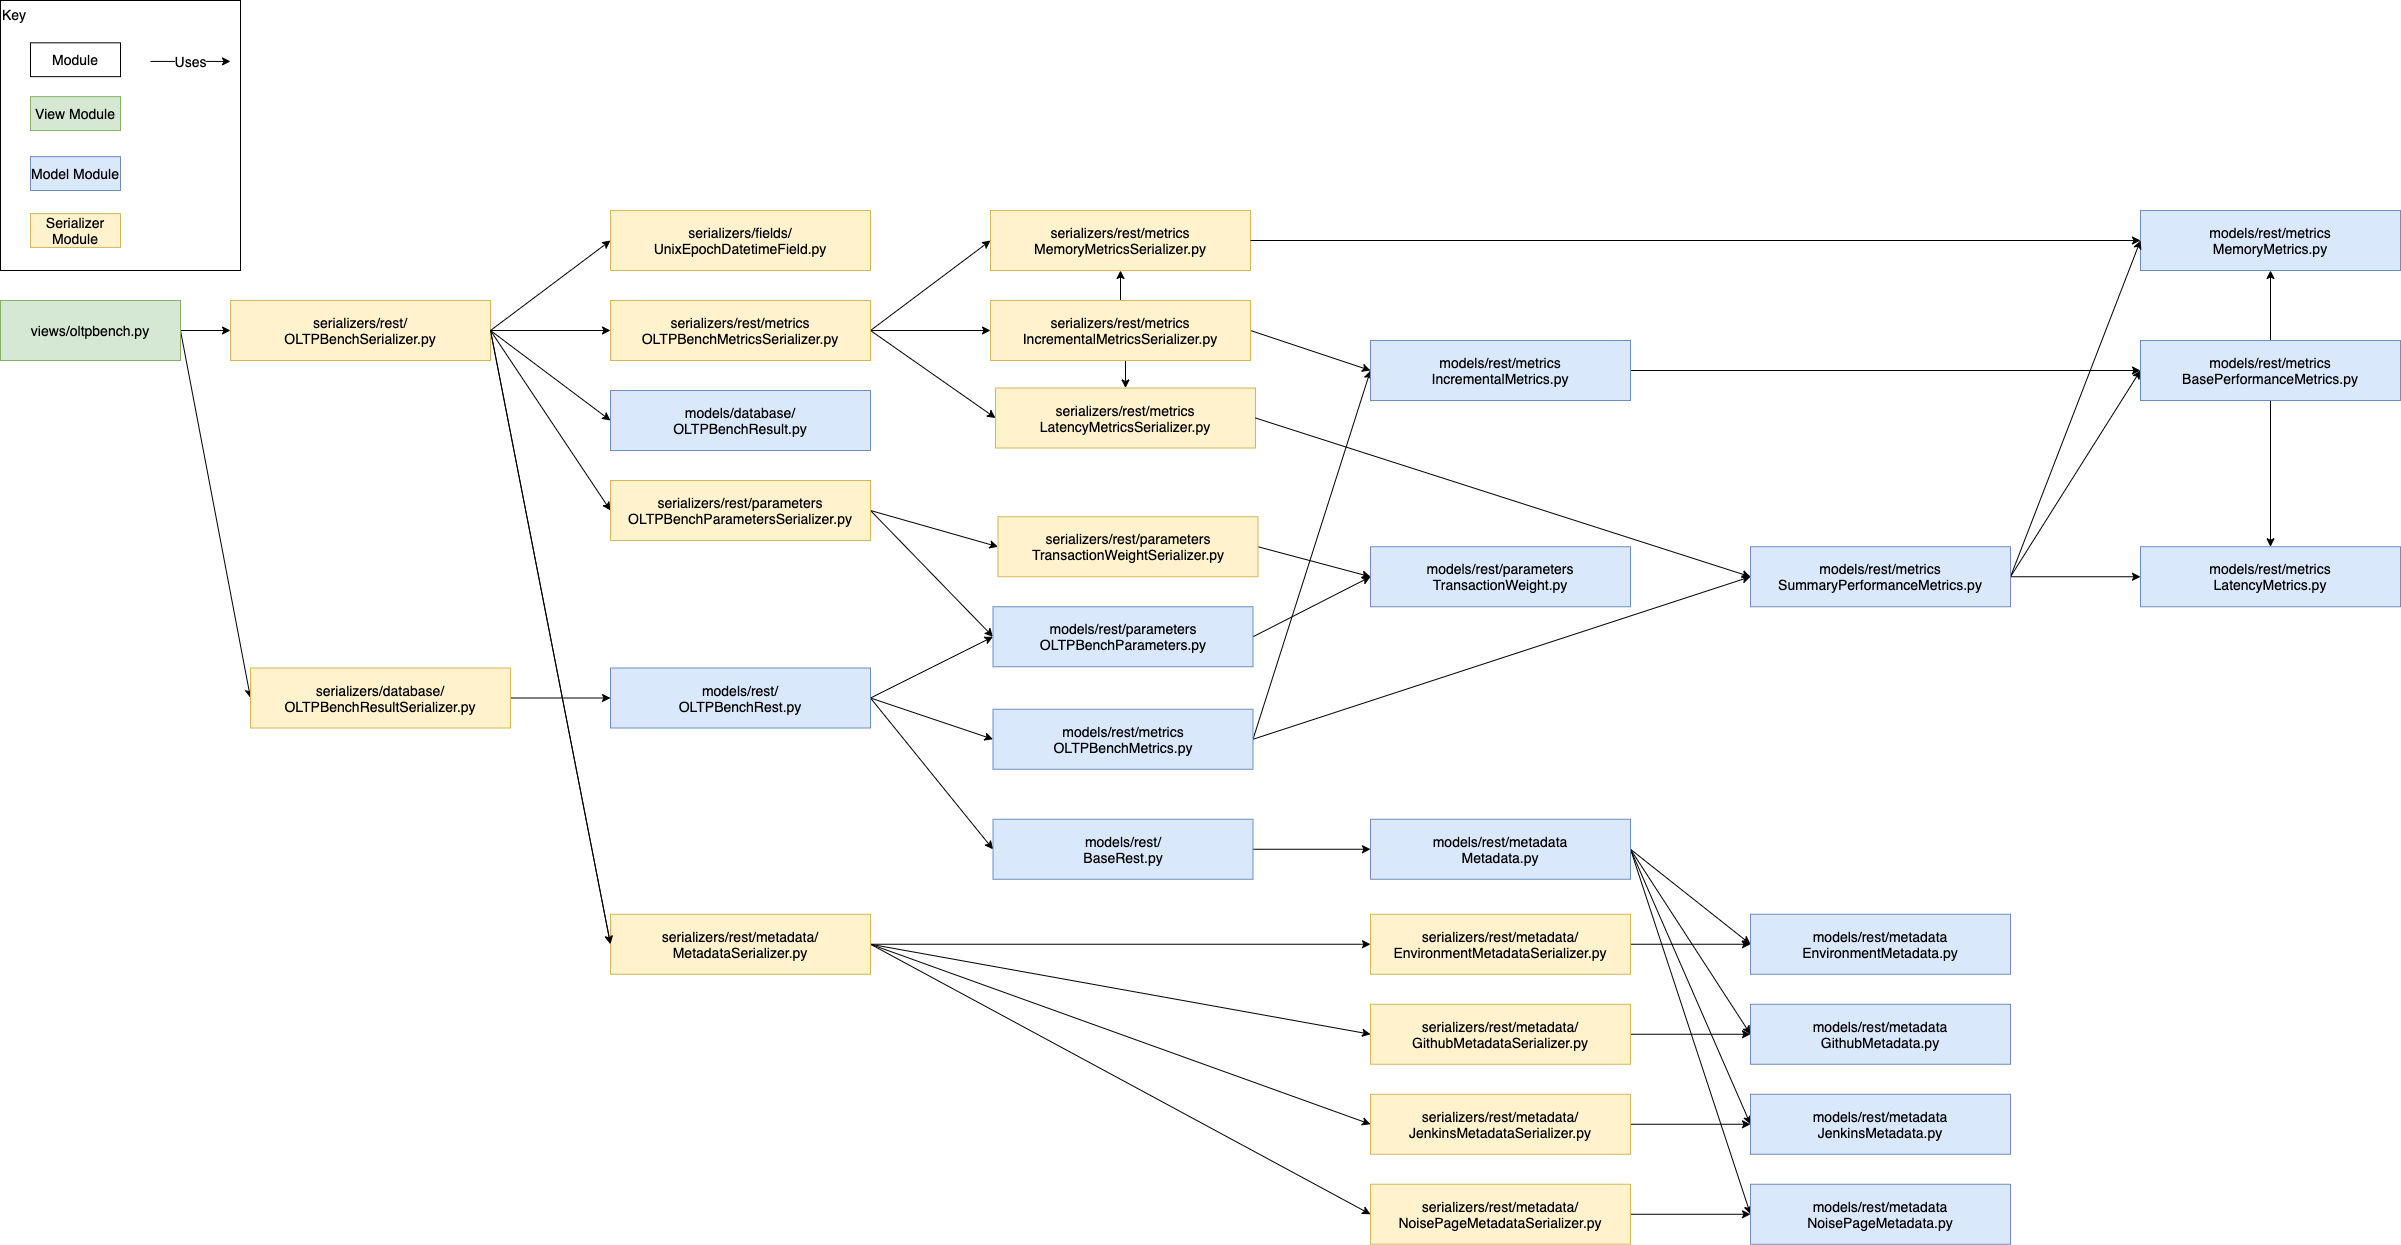 Key
Module
Uses
View Module
Model Module
Serializer
Module
views/oltpbench.py
serializers/rest/
OLTPBenchSerializer.py
serializers/database/
OLTPBenchResultSerializer.py
serializers/fields/
UnixEpochDatetimeField.py
serializers/rest/metrics
OLTPBenchMetricsSerializer.py
models/database/
OLTPBenchResult.py
serializers/rest/parameters
OLTPBenchParametersSerializer.py
models/rest/
OLTPBenchRest.py
serializers/rest/metadata/
MetadataSerializer.py
serializers/rest/metrics
MemoryMetricsSerializer.py
serializers/rest/metrics
IncrementalMetricsSerializer.py
serializers/rest/metrics
LatencyMetricsSerializer.py
serializers/rest/parameters
TransactionWeightSerializer.py
models/rest/parameters
OLTPBenchParameters.py
models/rest/metrics
OLTPBenchMetrics.py
models/rest/
BaseRest.py
models/rest/metrics
IncrementalMetrics.py
models/rest/parameters
TransactionWeight.py
models/rest/metadata
Metadata.py
serializers/rest/metadata/
EnvironmentMetadataSerializer.py
serializers/rest/metadata/
GithubMetadataSerializer.py
serializers/rest/metadata/
JenkinsMetadataSerializer.py
serializers/rest/metadata/
NoisePageMetadataSerializer.py
models/rest/metrics
SummaryPerformanceMetrics.py
models/rest/metadata
EnvironmentMetadata.py
models/rest/metadata
GithubMetadata.py
models/rest/metadata
JenkinsMetadata.py
models/rest/metadata
NoisePageMetadata.py
models/rest/metrics
MemoryMetrics.py
models/rest/metrics
BasePerformanceMetrics.py
models/rest/metrics
LatencyMetrics.py